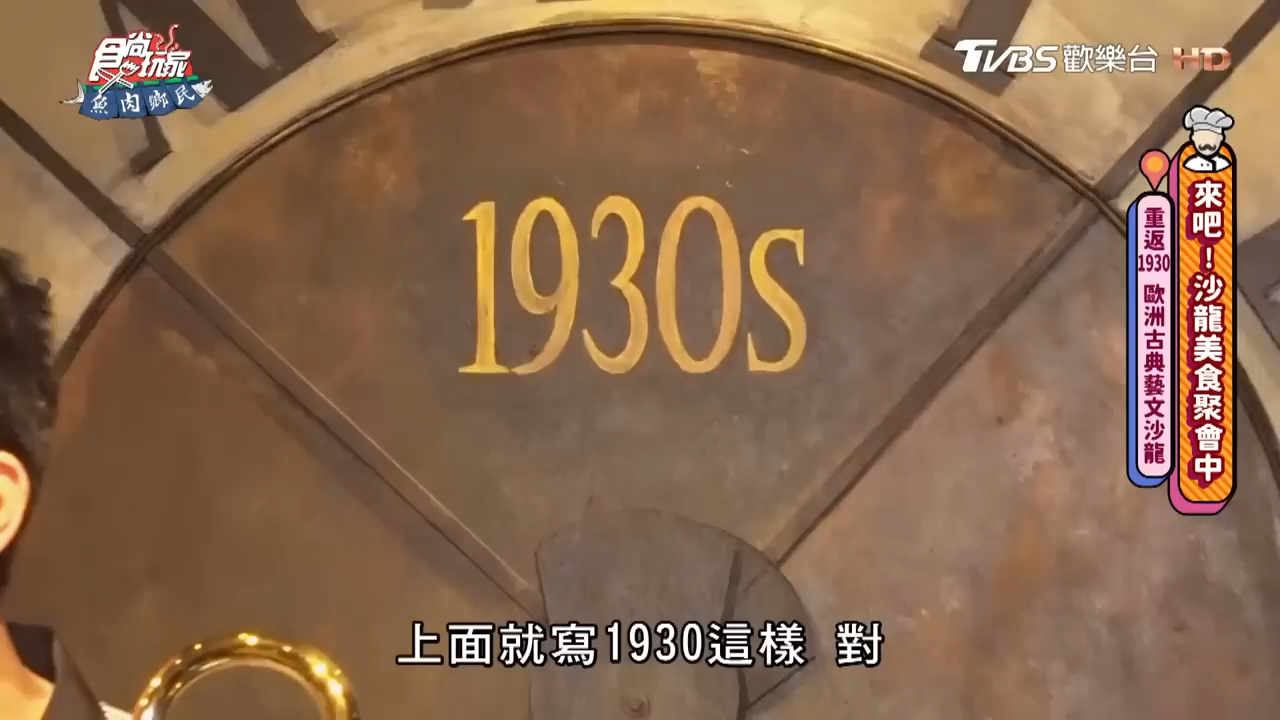 食尚玩家
魚肉鄉民
TVBS歡樂台 HD
來吧！沙龍美食聚會中
重返1930 歐洲古典藝文沙龍
1930s
上面就寫1930這樣 對